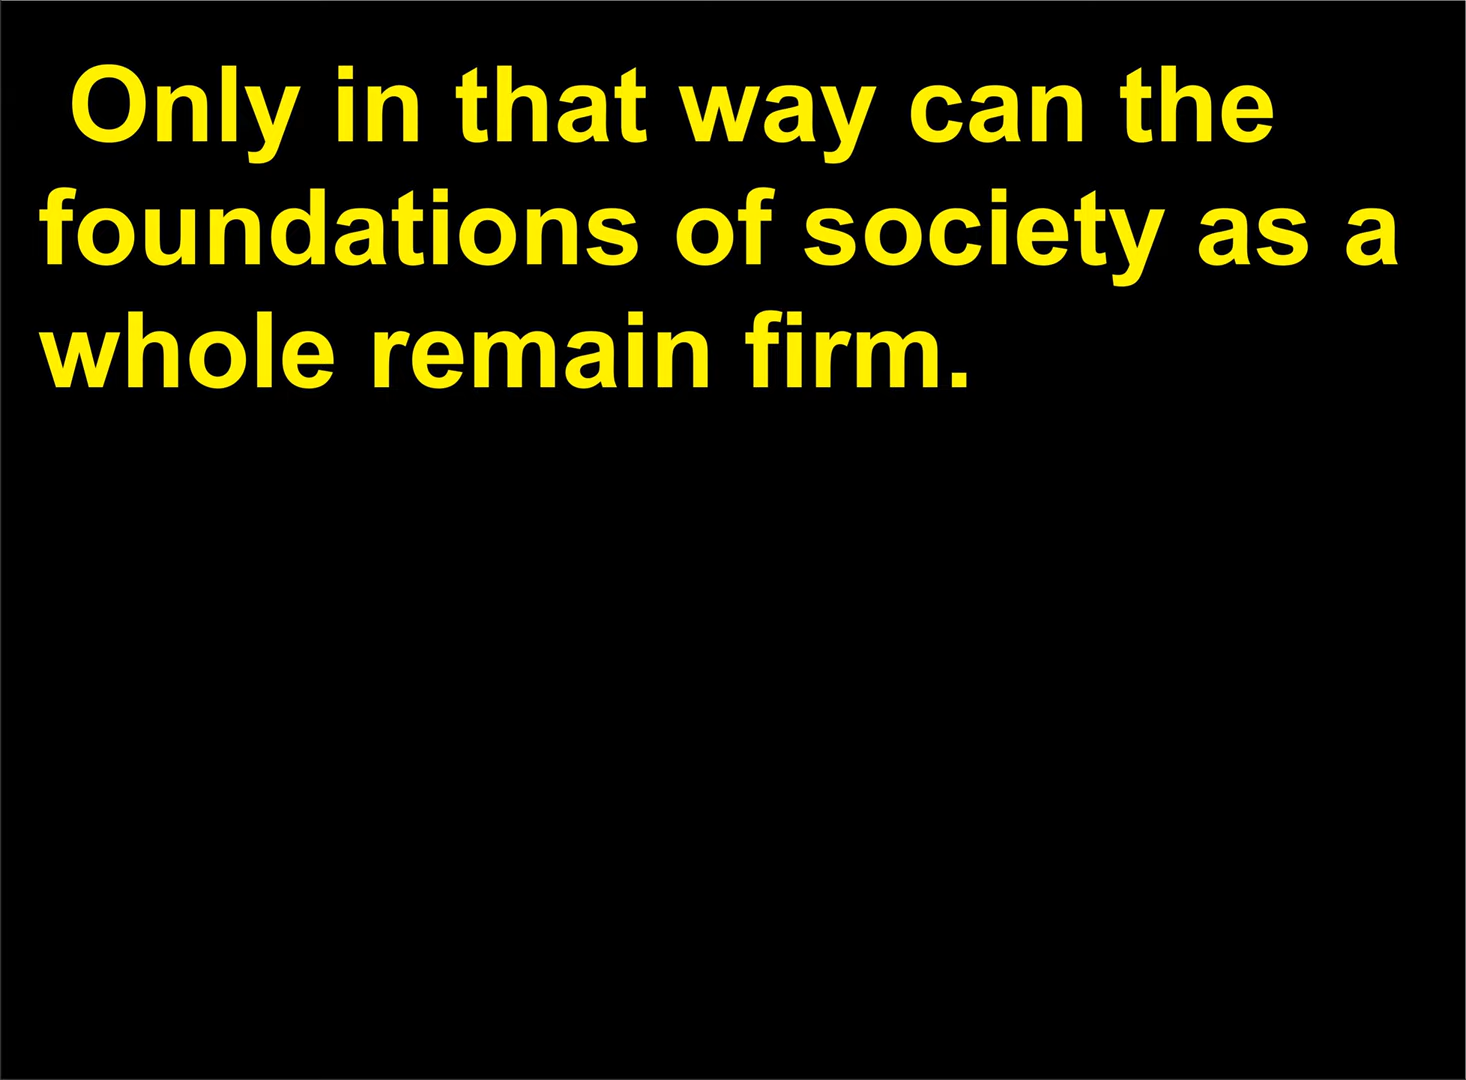 Only in that way can the
foundations of society as a
whole remain firm.